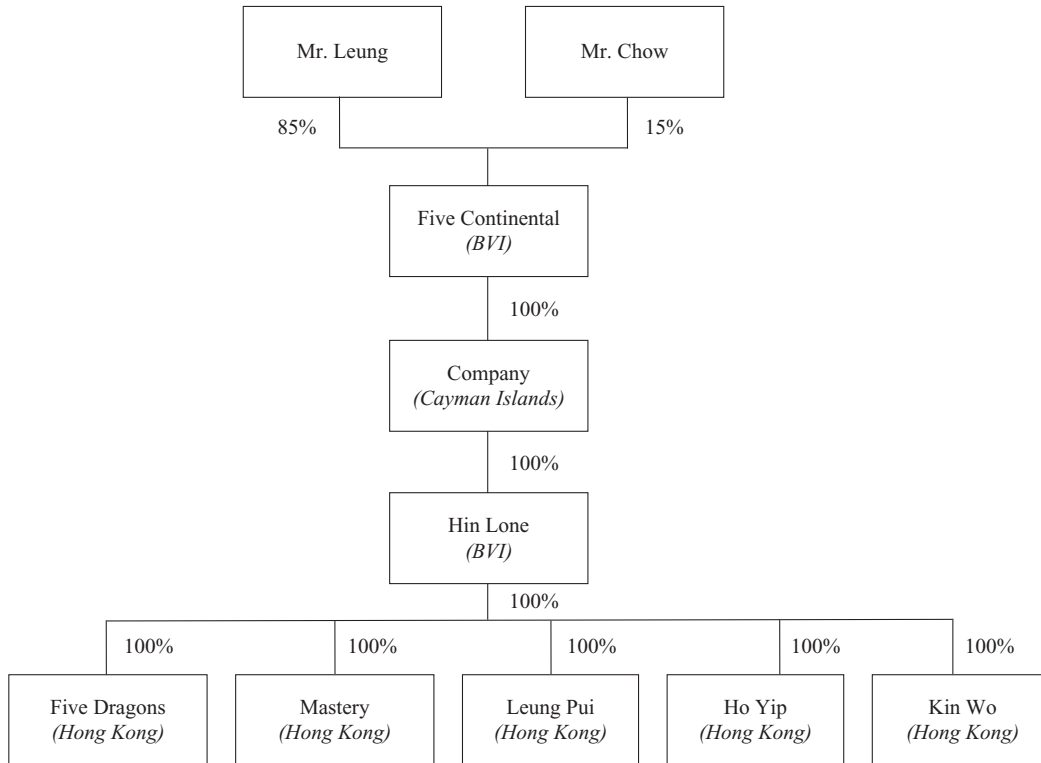 Mr. Leung
Mr. Chow
85%
15%
Five Continental
(BVI)
100%
Company
(Cayman Islands)
100%
Hin Lone
(BVI)
100%
100%
100%
100%
100%
100%
Five Dragons
(Hong Kong)
Mastery
(Hong Kong)
Leung Pui
(Hong Kong)
Ho Yip
(Hong Kong)
Kin Wo
(Hong Kong)